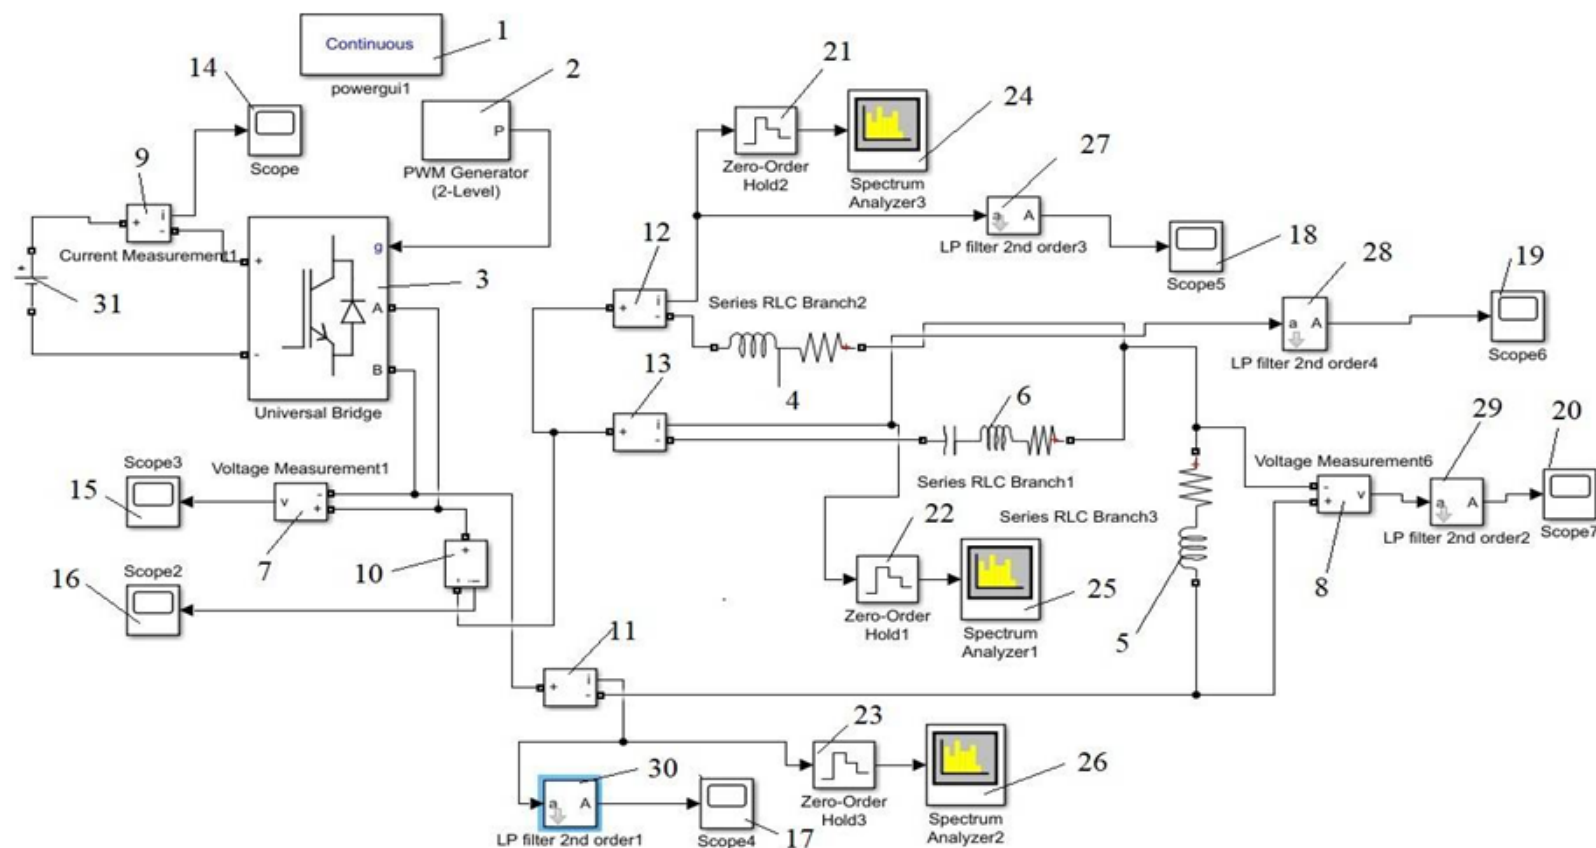 Continuous
1
powergui1
14
2
P
PWM Generator
(2-Level)
Scope
9
+
i
-
Current Measurement1
+
g
3
A
31
-
B
Universal Bridge
21
Zero-Order
Hold2
24
Spectrum
Analyzer3
27
a
A
LP filter 2nd order3
18
Scope5
12
+
i
-
Series RLC Branch2
4
28
a
A
LP filter 2nd order4
19
Scope6
13
+
i
-
6
Series RLC Branch1
Series RLC Branch3
5
Scope3
15
Voltage Measurement1
v
-
+
7
Scope2
16
10
+
22
Zero-Order
Hold1
25
Spectrum
Analyzer1
Voltage Measurement6
-
+
v
8
29
a
A
LP filter 2nd order2
20
Scope7
11
+
i
-
30
a
A
LP filter 2nd order1
Scope4
17
23
Zero-Order
Hold3
26
Spectrum
Analyzer2